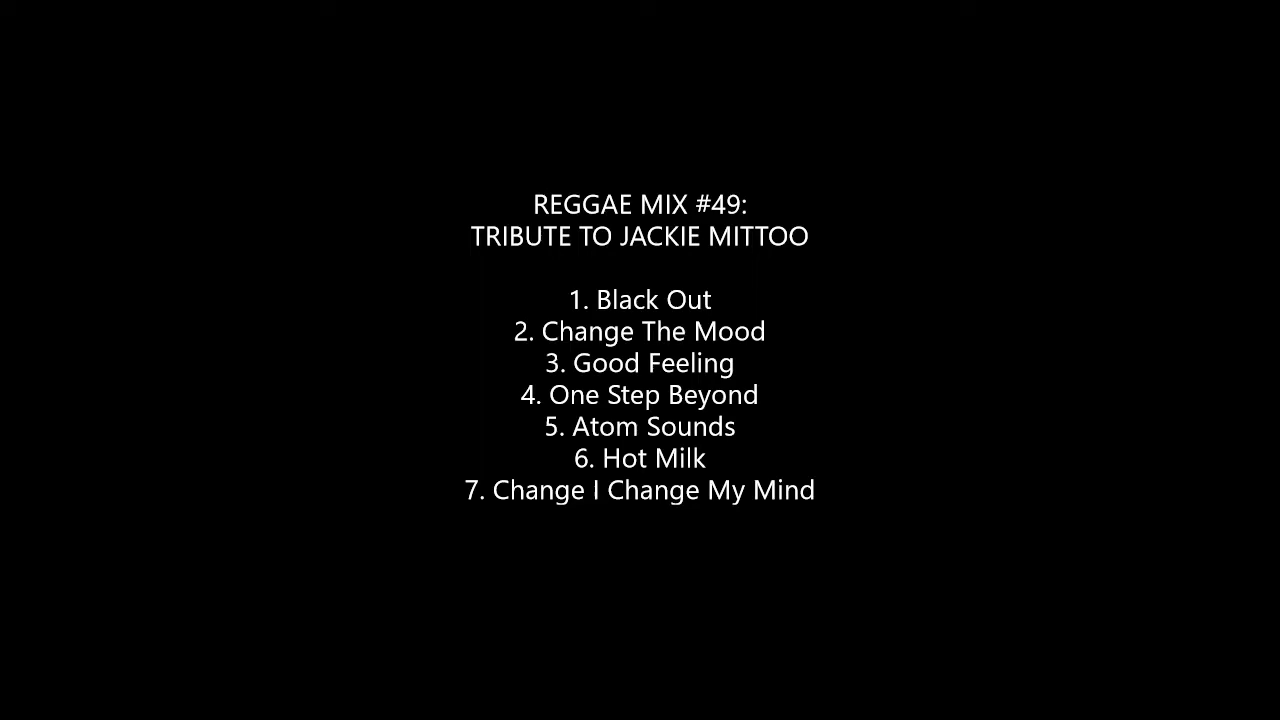 REGGAE MIX #49:
TRIBUTE TO JACKIE MITTOO
1. Black Out
2. Change The Mood
3. Good Feeling
4. One Step Beyond
5. Atom Sounds
6. Hot Milk
7. Change I Change My Mind